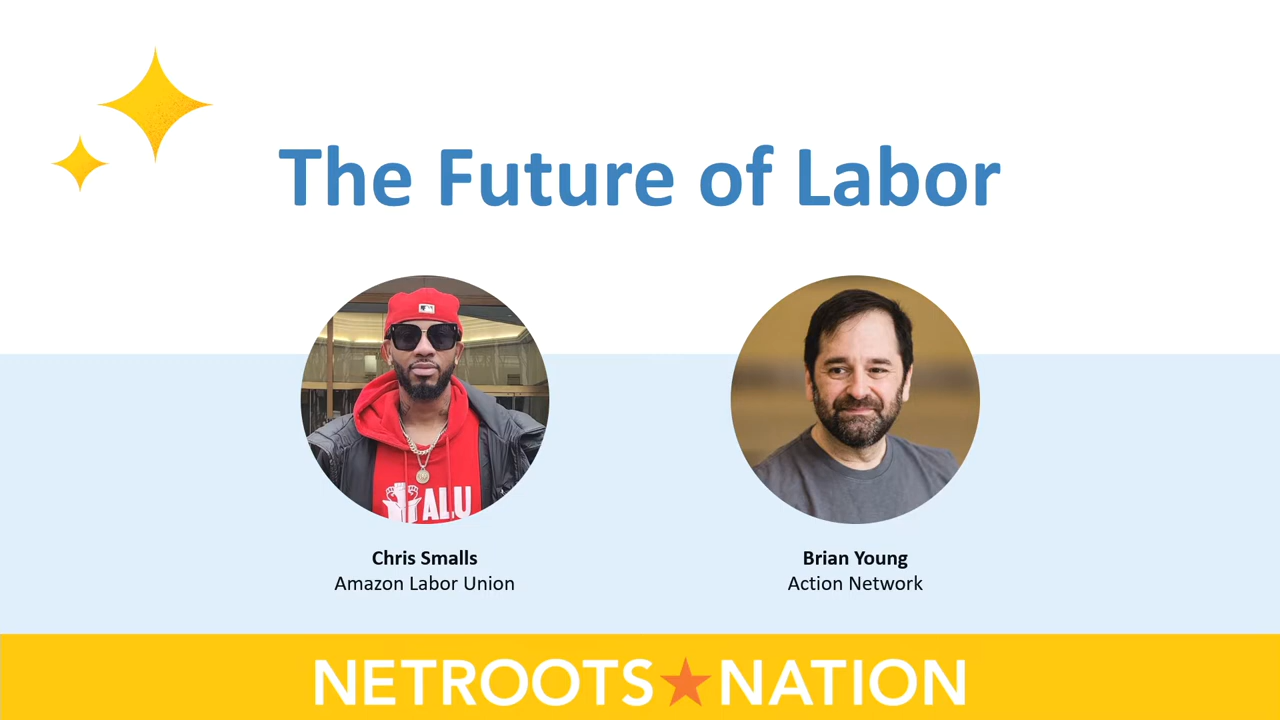 The Future of Labor
ALU
Chris Smalls
Amazon Labor Union
Brian Young
Action Network
NETROOTS NATION